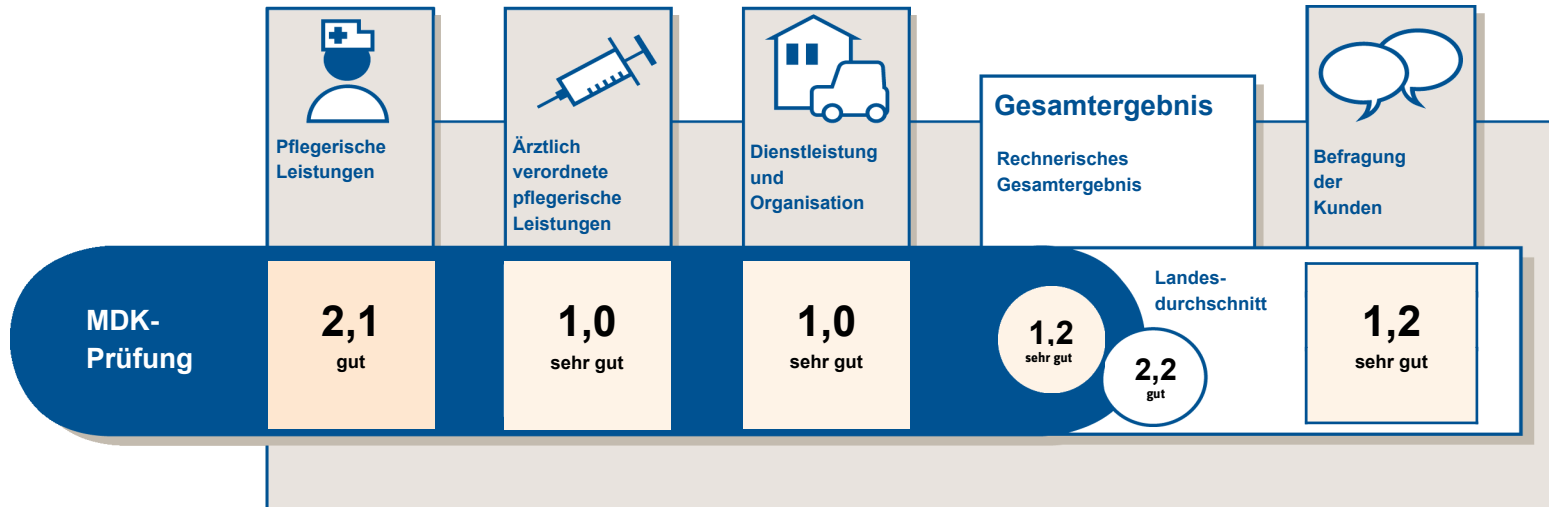 Pflegerische
Leistungen
Ärztlich
verordnete
pflegerische
Leistungen
Dienstleistung
und
Organisation
Gesamtergebnis
Rechnerisches
Gesamtergebnis
Befragung
der
Kunden
MDK-
Prüfung
2,1
gut
1,0
sehr gut
1,0
sehr gut
1,2
sehr gut
Landes-
durchschnitt
2,2
gut
1,2
sehr gut